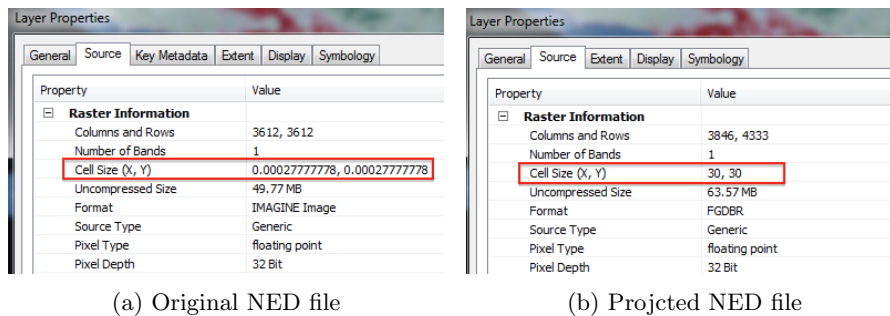 Layer Properties
General Source Key Metadata Extent Display Symbology
Property Value
Raster Information
Columns and Rows 3612, 3612
Number of Bands 1
Cell Size (X, Y) 0.00027777778, 0.00027777778
Uncompressed Size 49.77 MB
Format IMAGINE Image
Source Type Generic
Pixel Type floating point
Pixel Depth 32 Bit
(a) Original NED file
Layer Properties
General Source Extent Display Symbology
Property Value
Raster Information
Columns and Rows 3846, 4333
Number of Bands 1
Cell Size (X, Y) 30, 30
Uncompressed Size 63.57 MB
Format FGDBR
Source Type Generic
Pixel Type floating point
Pixel Depth 32 Bit
(b) Projcted NED file